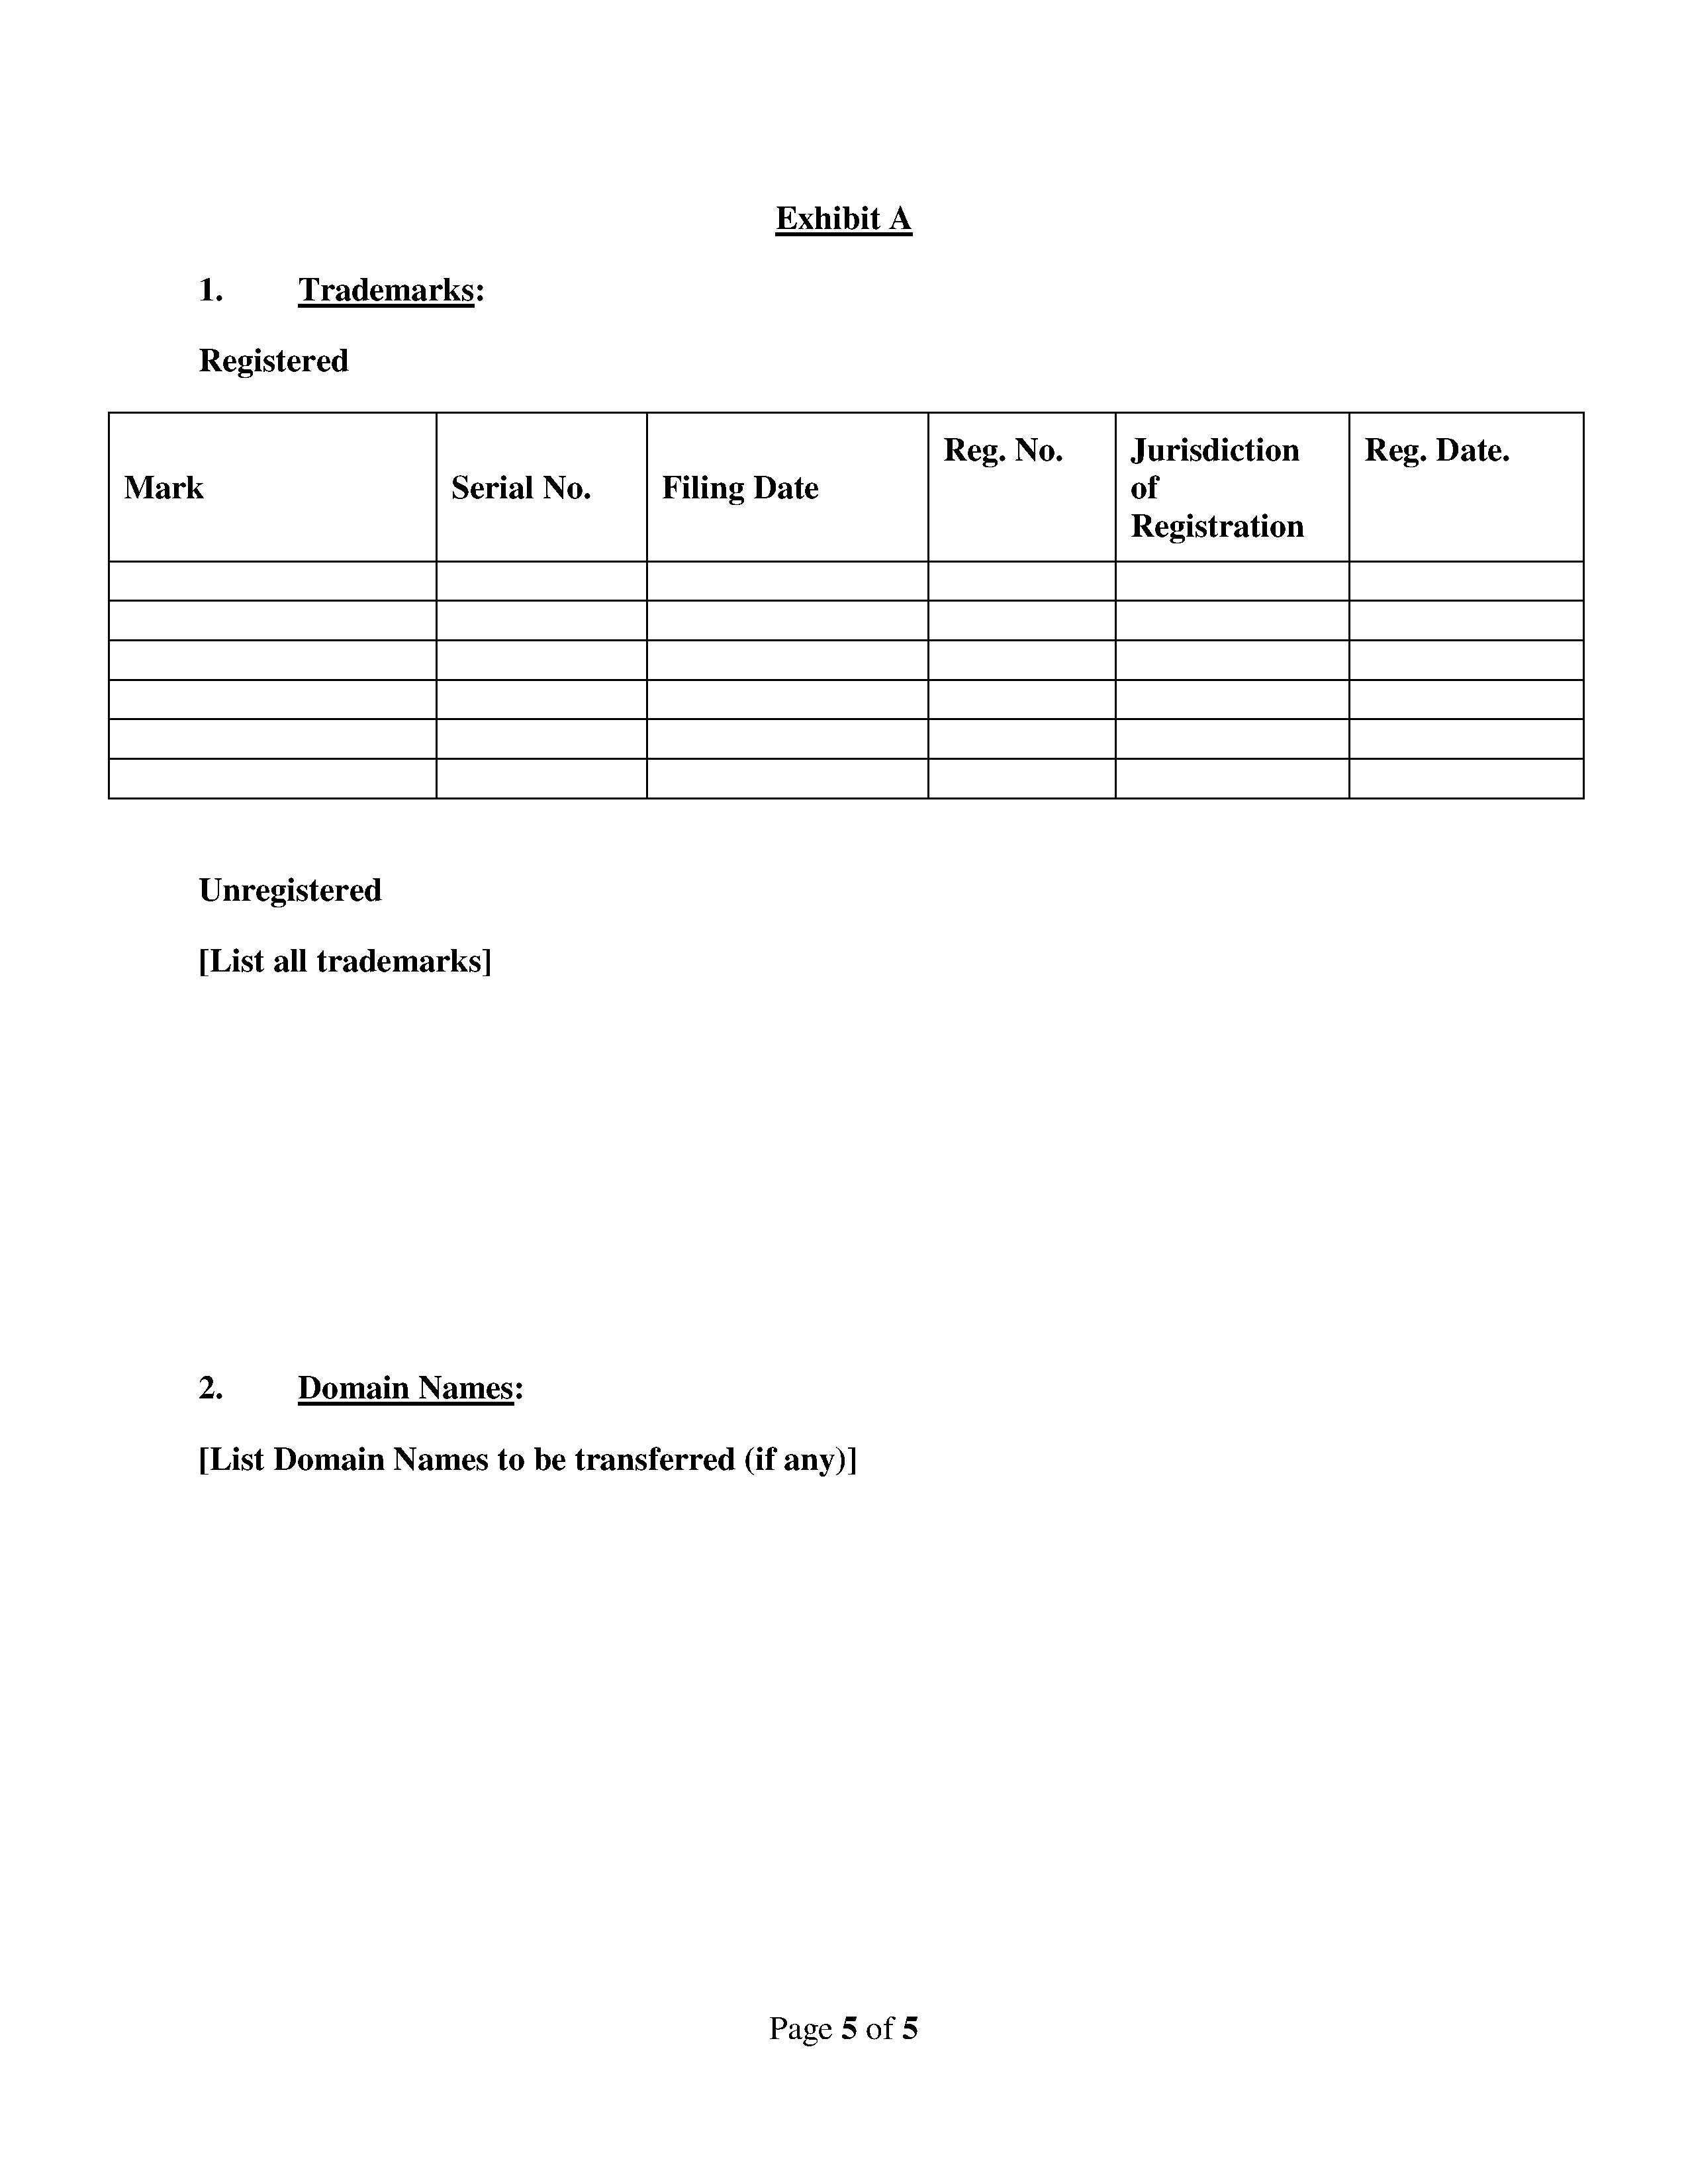 Exhibit A
1. Trademarks:
Registered
Mark Serial No. Filing Date Reg. No. Jurisdiction of Registration Reg. Date.
Unregistered
[List all trademarks]
2. Domain Names:
[List Domain Names to be transferred (if any)]
Page 5 of 5